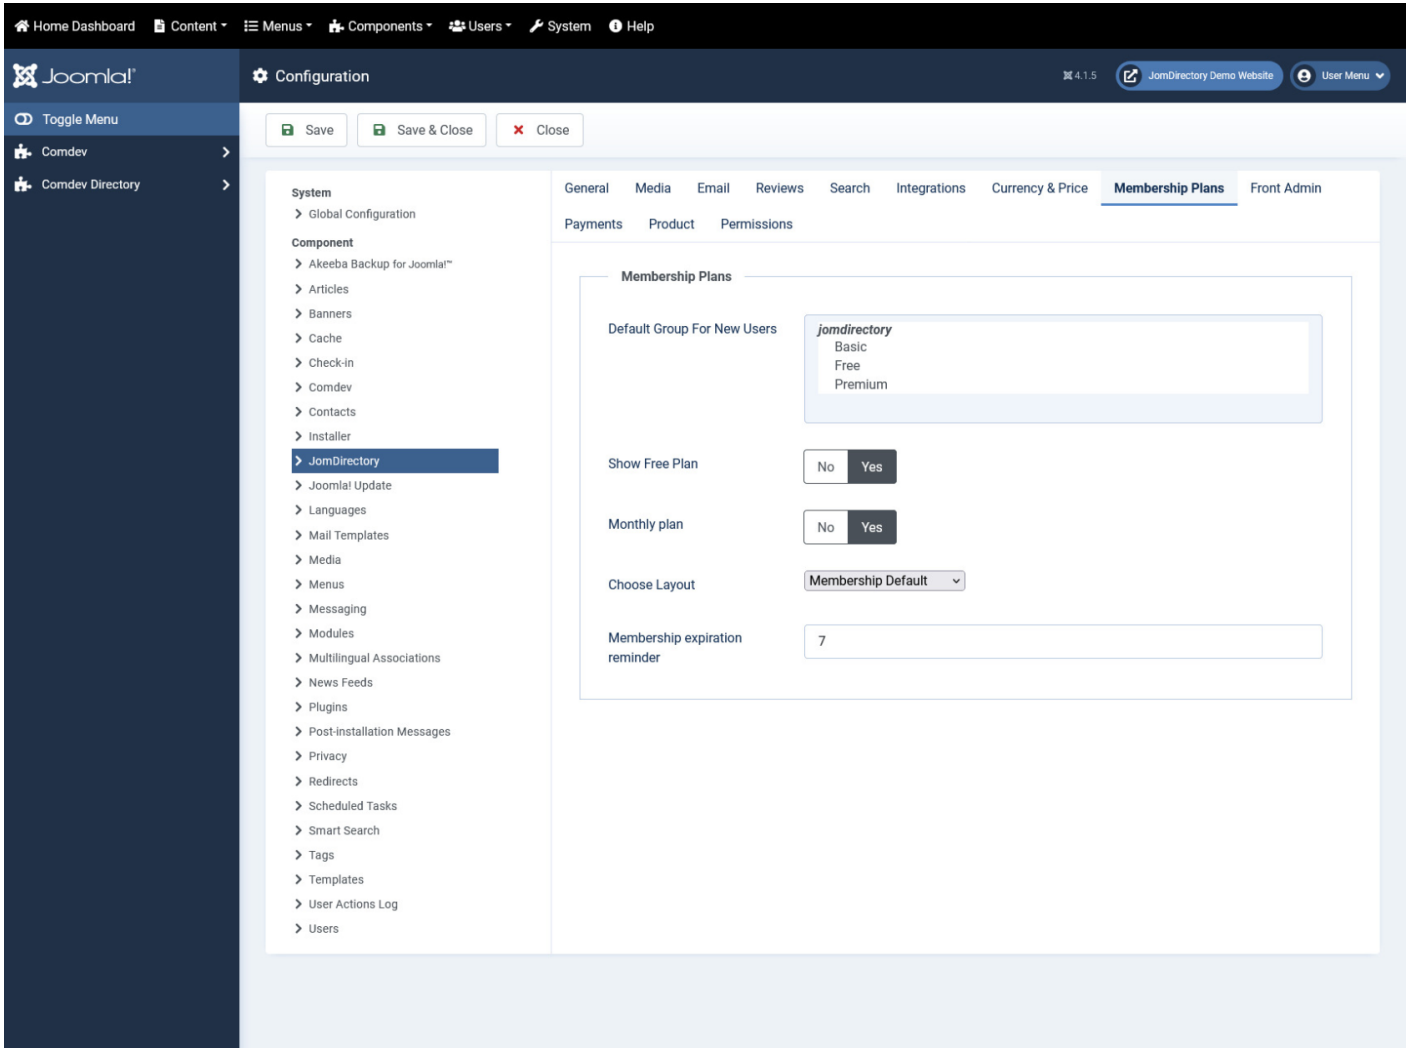 Home Dashboard Content Menus Components Users System Help
Joomla!® Configuration 4.1.5 JomDirectory Demo Website User Menu
Toggle Menu
Comdev
Comdev Directory
Save Save & Close Close
System
Global Configuration
Component
Akeeba Backup for Joomla!™
Articles
Banners
Cache
Check-in
Comdev
Contacts
Installer
JomDirectory
Joomla! Update
Languages
Mail Templates
Media
Menus
Messaging
Modules
Multilingual Associations
News Feeds
Plugins
Post-installation Messages
Privacy
Redirects
Scheduled Tasks
Smart Search
Tags
Templates
User Actions Log
Users
General Media Email Reviews Search Integrations Currency & Price Membership Plans Front Admin
Payments Product Permissions
Membership Plans
Default Group For New Users
jomdirectory
Basic
Free
Premium
Show Free Plan No Yes
Monthly plan No Yes
Choose Layout Membership Default
Membership expiration
reminder
7